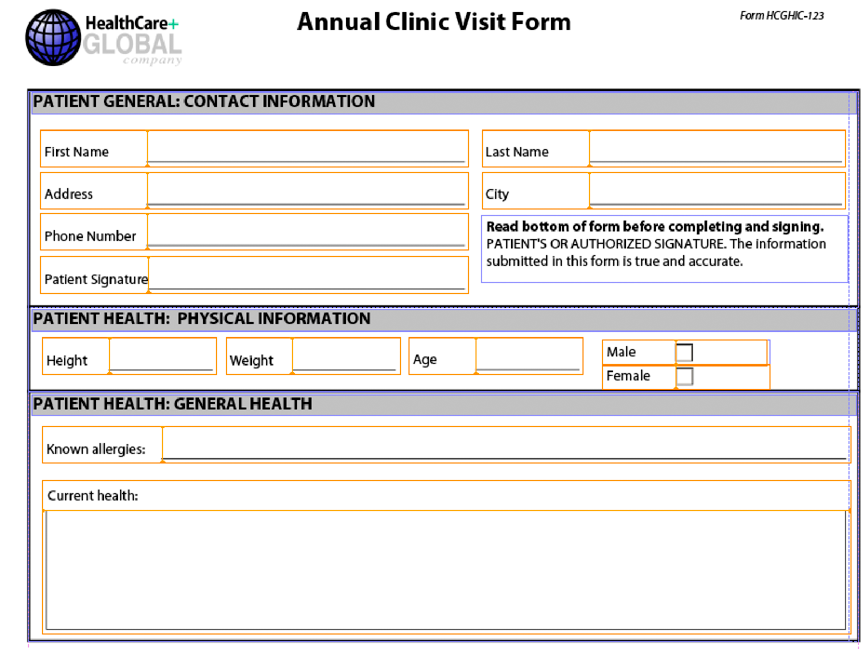 HealthCare+
GLOBAL
company
Annual Clinic Visit Form
Form HCGHIC-123
PATIENT GENERAL: CONTACT INFORMATION
First Name
Last Name
Address
City
Phone Number
Read bottom of form before completing and signing.
PATIENT'S OR AUTHORIZED SIGNATURE. The information
submitted in this form is true and accurate.
Patient Signature
PATIENT HEALTH: PHYSICAL INFORMATION
Height
Weight
Age
Male
Female
PATIENT HEALTH: GENERAL HEALTH
Known allergies:
Current health: